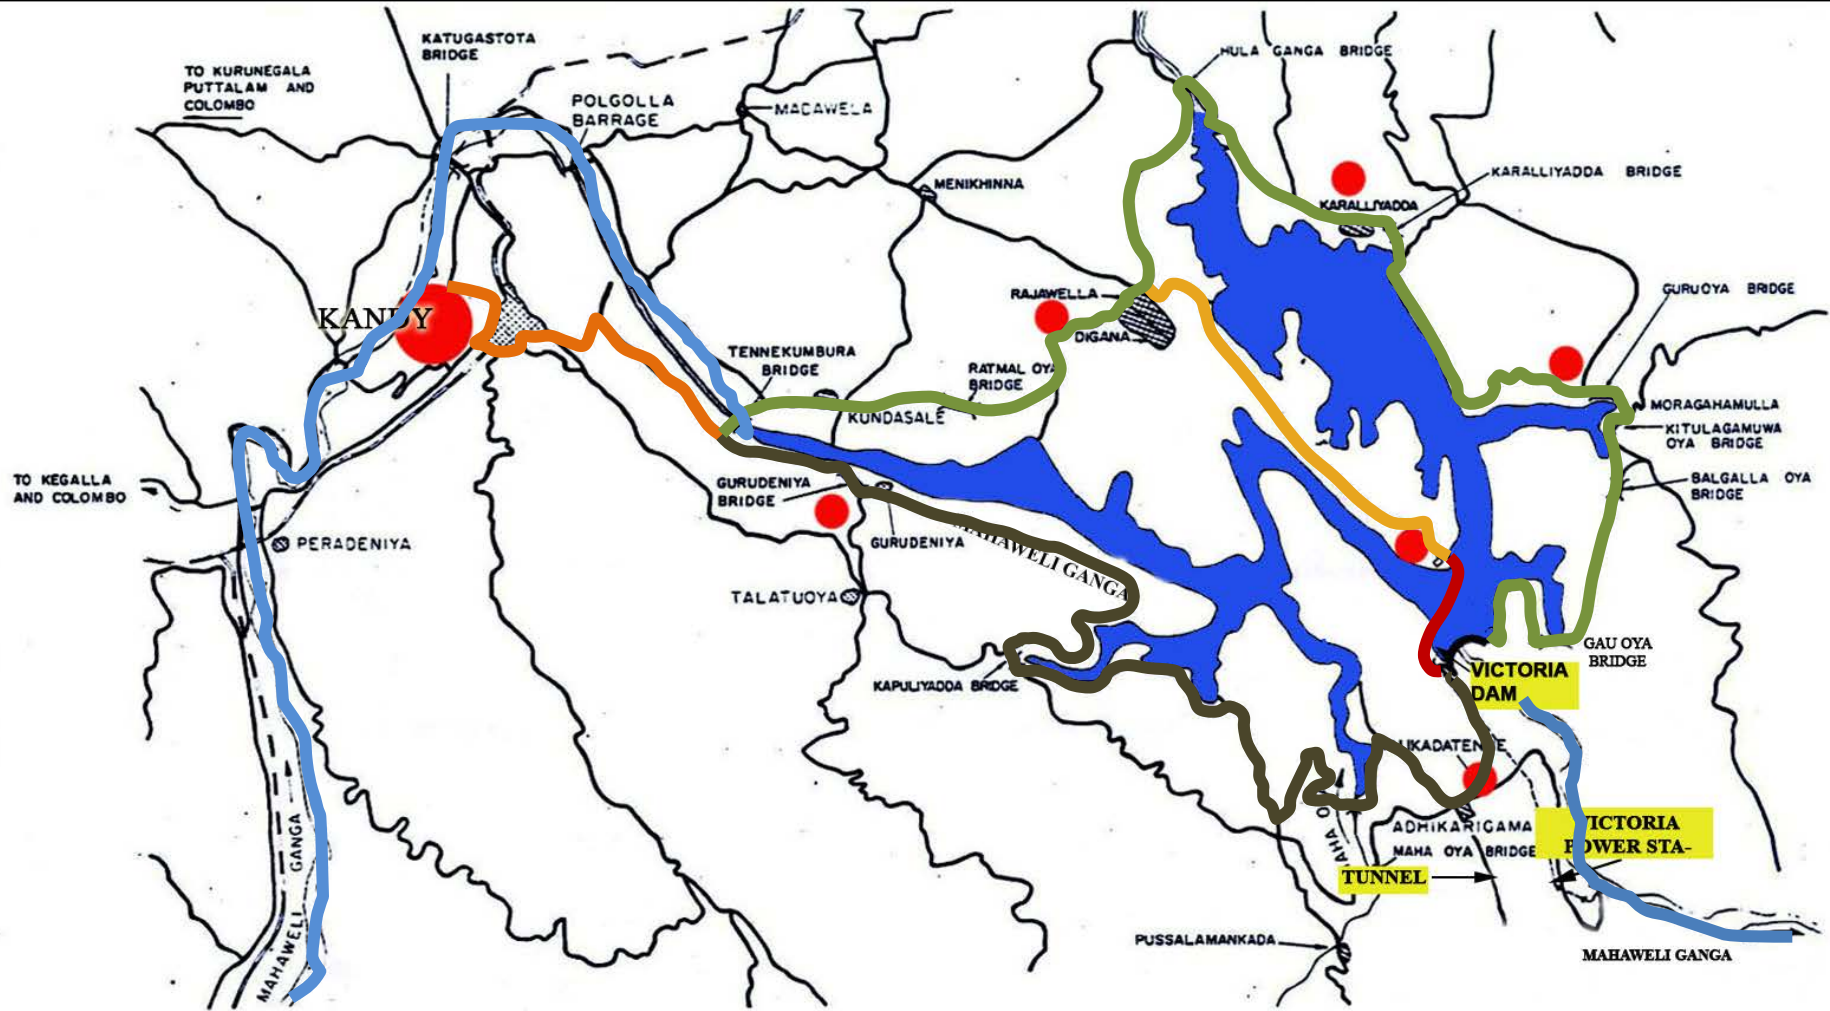 KATUGASTOTA
BRIDGE
TO KURUNEGALA
PUTTALAM AND
COLOMBO
POLGOLLA
BARRAGE
MADAWELA
HULA GANGA BRIDGE
MENIKHINNA
KARALLIYADDA BRIDGE
KARALLIYADDA
KANDY
RAJAWELLA
DIGANA
GURUOYA BRIDGE
TENNEKUMBURA
BRIDGE
RATMAL OYA
BRIDGE
KUNDASALE
MORAGAHAMULLA
KITULAGAMUWA
OYA BRIDGE
TO KEGALLA
AND COLOMBO
GURUDENIYA
BRIDGE
BALGALLA OYA
BRIDGE
PERADENIYA
GURUDENIYA
MAHAWELI GANGA
TALATUOYA
GAU OYA
BRIDGE
KAPULIYADDA BRIDGE
VICTORIA
DAM
ADHIKARIGAMA
MAHA OYA BRIDGE
VICTORIA
POWER STA-
TUNNEL
MAHAWELI GANGA
PUSSALAMANKADA
MAHAWELI GANGA